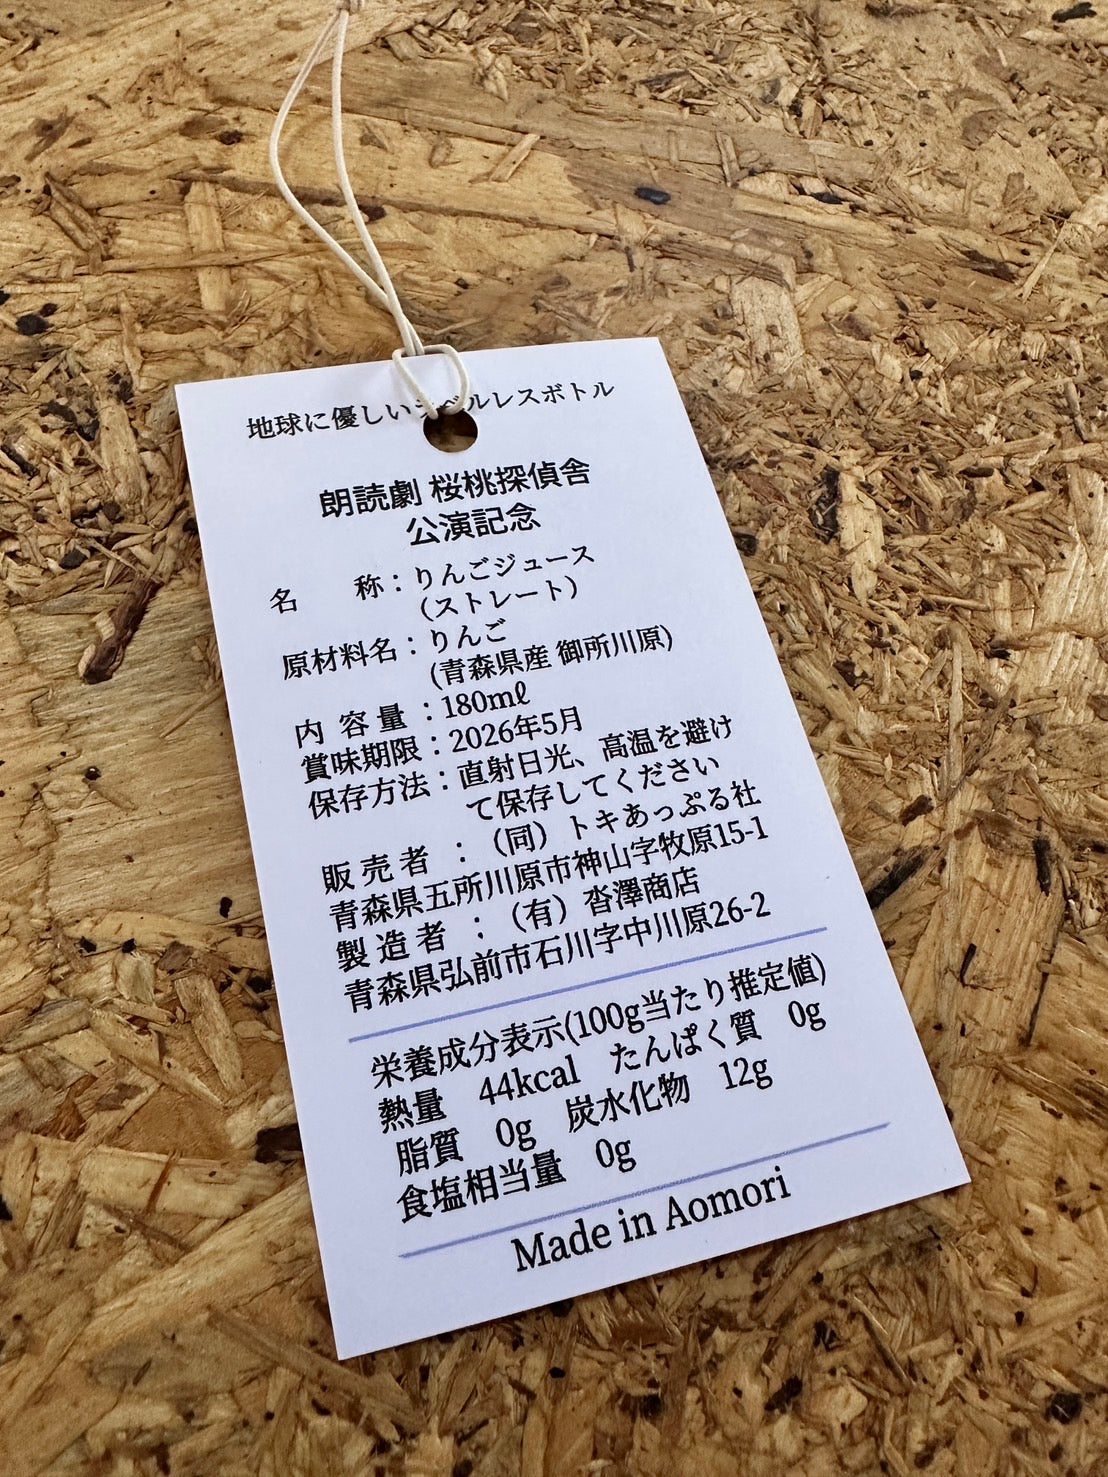 地球に優しいラベルレスボトル
朗読劇 桜桃探偵舎
公演記念
名　　称：りんごジュース
（ストレート）
原材料名：りんご
(青森県産 御所川原)
内 容 量 ：180mℓ
賞味期限：2026年5月
保存方法：直射日光、高温を避け
て保存してください
販 売 者 ：（同）トキあっぷる社
青森県五所川原市神山字牧原15-1
製 造 者 ：（有）沓澤商店
青森県弘前市石川字中川原26-2
栄養成分表示(100g当たり推定値)
熱量　44kcal　たんぱく質　0g
脂質　0g　炭水化物　12g
食塩相当量　0g
Made in Aomori